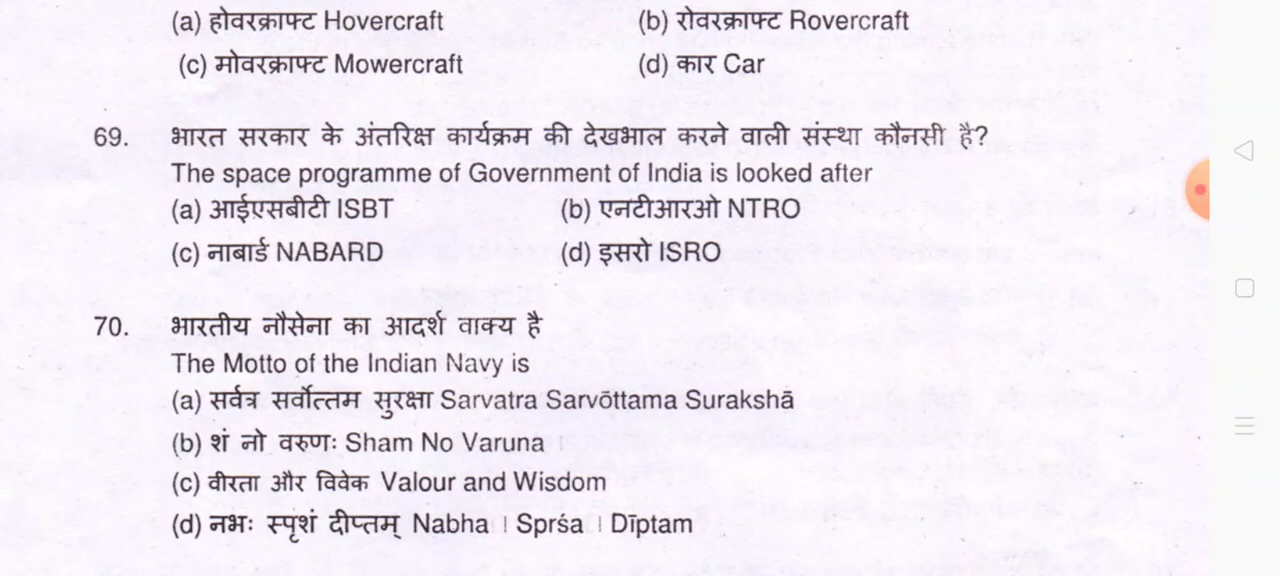 (a) होवरक्राफ्ट Hovercraft (b) रोवरक्राफ्ट Rovercraft
(c) मोवरक्राफ्ट Mowercraft (d) कार Car
69. भारत सरकार के अंतरिक्ष कार्यक्रम की देखभाल करने वाली संस्था कौनसी है?
The space programme of Government of India is looked after
(a) आईएसबीटी ISBT (b) एनटीआरओ NTRO
(c) नाबार्ड NABARD (d) इसरो ISRO
70. भारतीय नौसेना का आदर्श वाक्य है
The Motto of the Indian Navy is
(a) सर्वत्र सर्वोत्तम सुरक्षा Sarvatra Sarvōttama Surakshā
(b) शं नो वरुणः Sham No Varuna
(c) वीरता और विवेक Valour and Wisdom
(d) नभः स्पृशं दीप्तम् Nabha Sprśa Dīptam